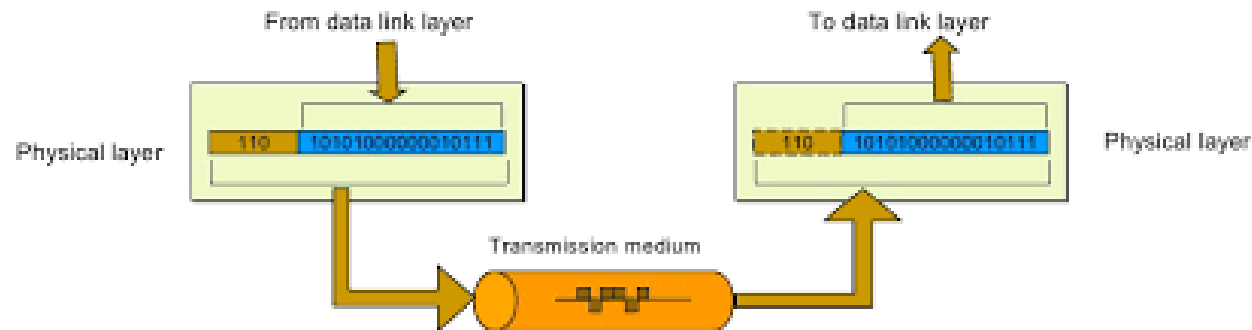 From data link layer
To data link layer
110 10101000000010111
110 10101000000010111
Physical layer
Physical layer
Transmission medium